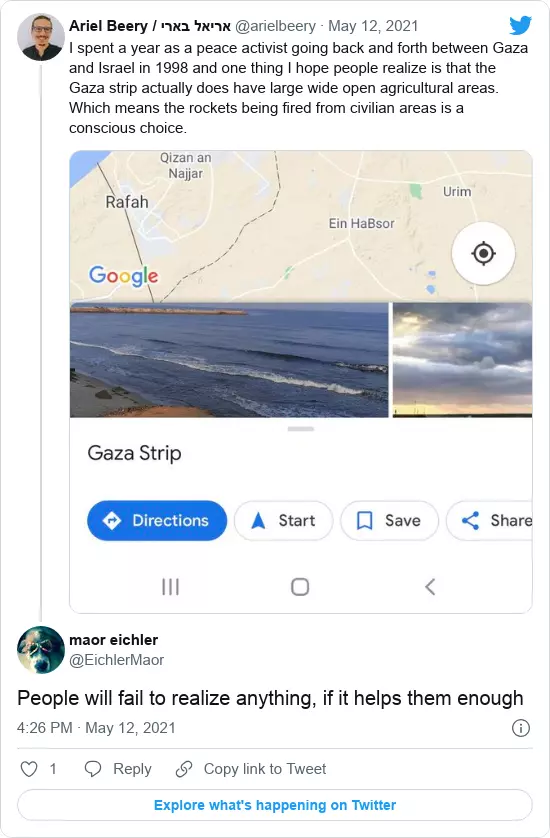 Ariel Beery / אריאל בארי @arielbeery · May 12, 2021
I spent a year as a peace activist going back and forth between Gaza
and Israel in 1998 and one thing I hope people realize is that the
Gaza strip actually does have large wide open agricultural areas.
Which means the rockets being fired from civilian areas is a
conscious choice.
Qizan an
Najjar
Rafah
Urim
Ein HaBsor
Google
Gaza Strip
Directions
Start
Save
Share
maor eichler
@EichlerMaor
People will fail to realize anything, if it helps them enough
4:26 PM · May 12, 2021
1
Reply
Copy link to Tweet
Explore what's happening on Twitter